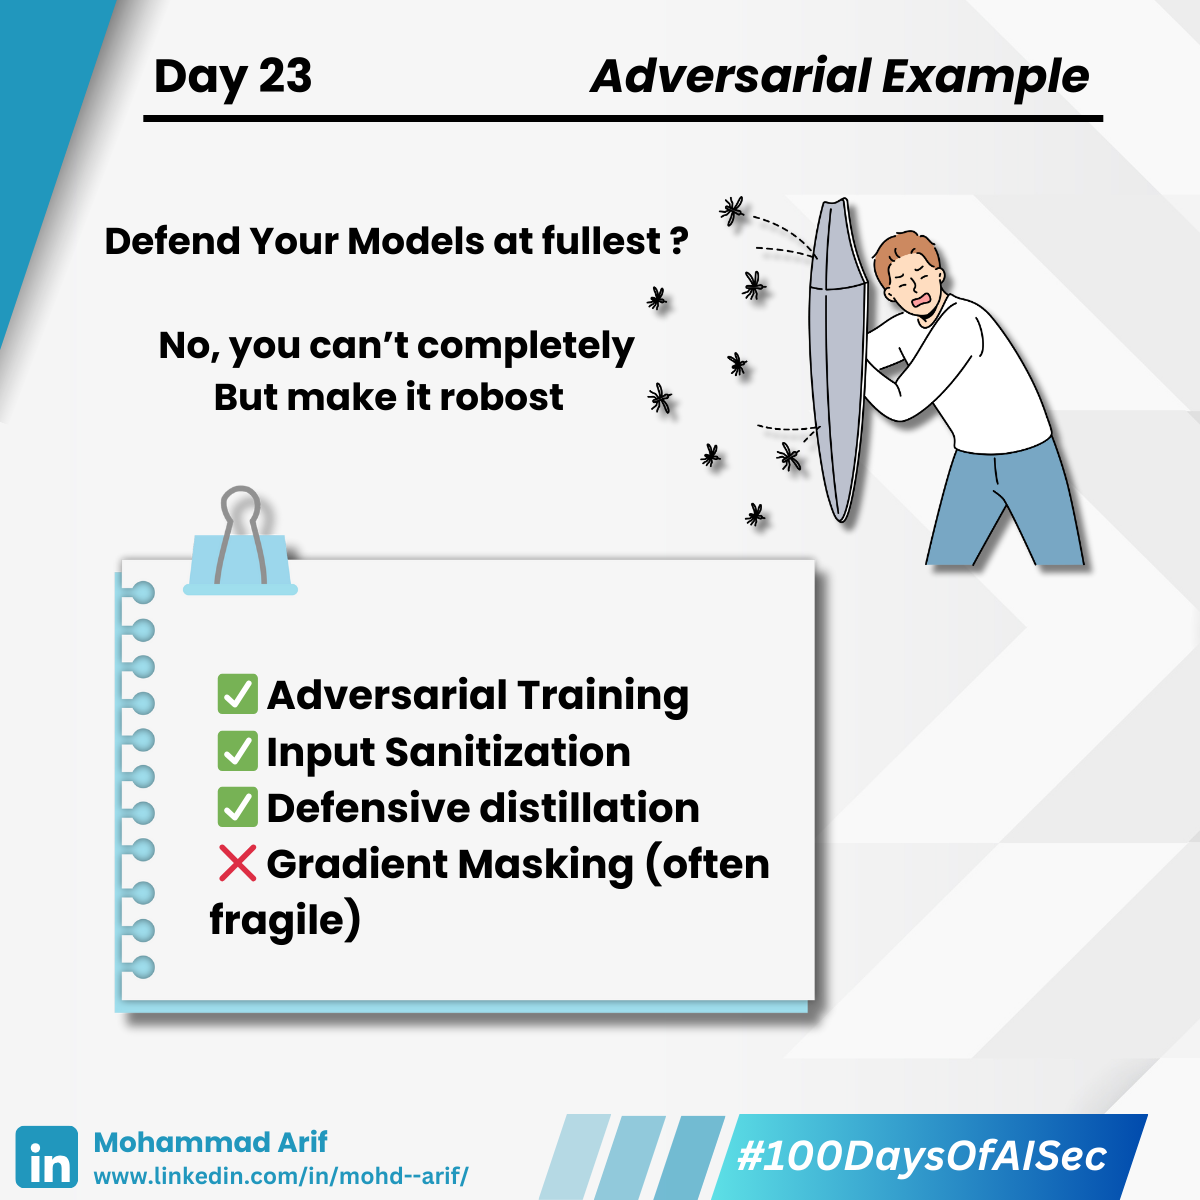 Day 23
Adversarial Example
Defend Your Models at fullest ?
No, you can’t completely
But make it robost
✅ Adversarial Training
✅ Input Sanitization
✅ Defensive distillation
❌ Gradient Masking (often
fragile)
in
Mohammad Arif
www.linkedin.com/in/mohd--arif/
#100DaysOfAISec